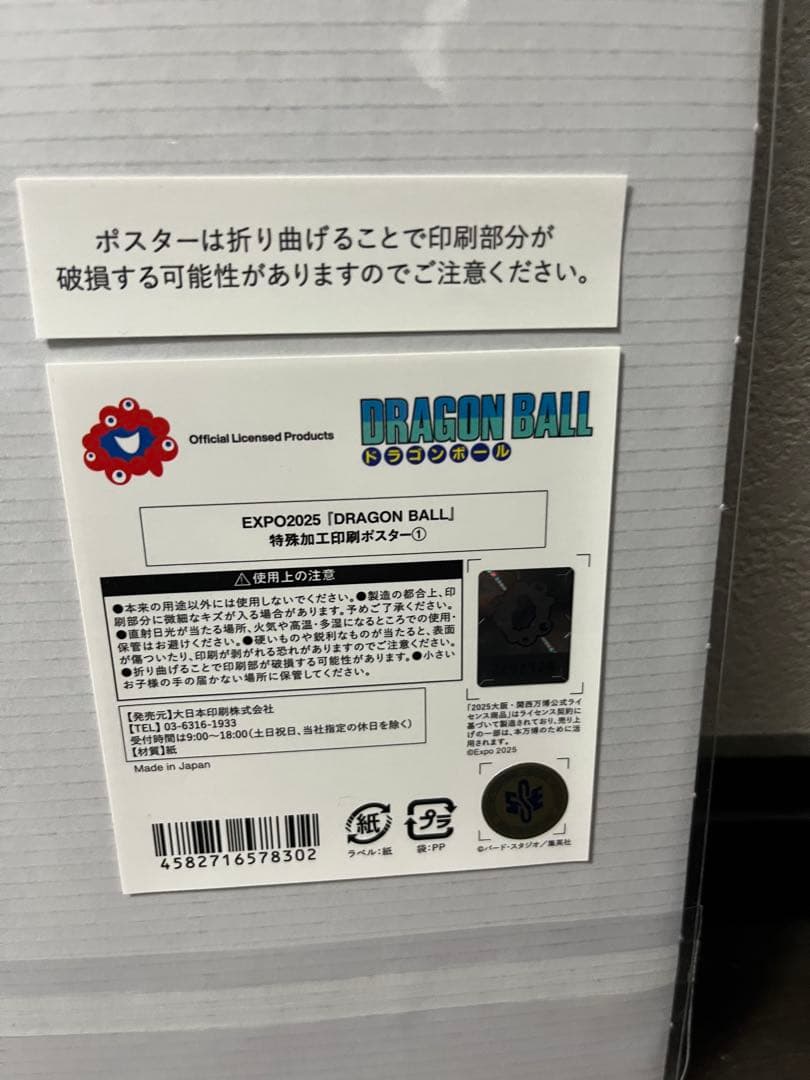 ポスターは折り曲げることで印刷部分が
破損する可能性がありますのでご注意ください。
Official Licensed Products
DRAGON BALL
ドラゴンボール
EXPO2025『DRAGON BALL』
特殊加工印刷ポスター①
⚠使用上の注意
●本来の用途以外には使用しないでください。●製造の都合上、印
刷部分に微細なキズが入る場合があります。予めご了承ください。
●直射日光が当たる場所、火気や高温・多湿になるところでの使用・
保管はお避けください。●硬いものや鋭利なものが当たると、表面
が傷ついたり、印刷が剥がれる恐れがありますのでご注意ください。
●折り曲げることで印刷部が破損する可能性があります。●小さい
お子様の手の届かない場所に保管してください。
【発売元】大日本印刷株式会社
【TEL】03-6316-1933
受付時間は9:00〜18:00(土日祝日、当社指定の休日を除く)
【材質】紙
Made in Japan
「2025大阪・関西万博公式ライ
センス商品」はライセンス契約に
基づいて製造されており、売り上
げの一部は、本万博のために活
用されます。
©Expo 2025
4582716578302
紙
ラベル:紙
プラ
袋:PP
©バード・スタジオ/集英社